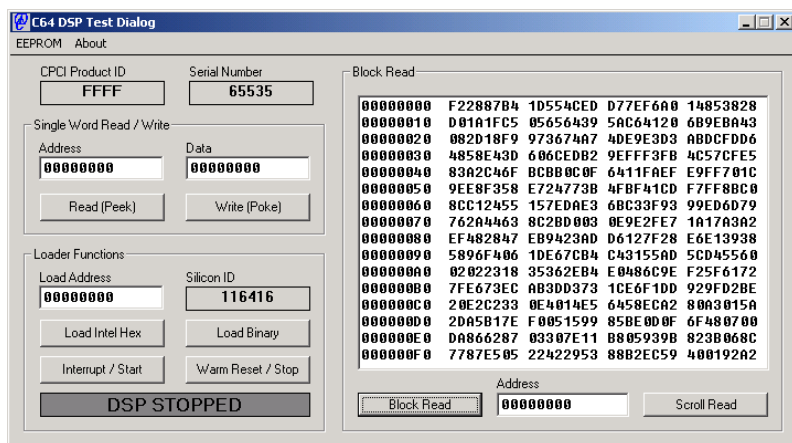 C64 DSP Test Dialog
EEPROM About
CPCI Product ID
FFFF
Serial Number
65535
Single Word Read / Write
Address
00000000
Data
00000000
Read (Peek)
Write (Poke)
Loader Functions
Load Address
00000000
Silicon ID
116416
Load Intel Hex
Load Binary
Interrupt / Start
Warm Reset / Stop
DSP STOPPED
Block Read
00000000 F22887B4 1D554CED D77EF6A0 14853828
00000010 D01A1FC5 05656439 5AC64120 6B9EBA43
00000020 082D18F9 973674A7 4DE9E3D3 ABDCFDD6
00000030 4858E43D 606CEDB2 9EFFF3FB 4C57CFE5
00000040 83A2C46F BCBB0C0F 6411FAEF E9FF701C
00000050 9EE8F358 E724773B 4FBF41CD F7FF8BC0
00000060 8CC12455 157EDAE3 6BC33F93 99ED6D79
00000070 762A4463 8C2BD003 0E9E2FE7 1A17A3A2
00000080 EF482847 EB9423AD D6127F28 E6E13938
00000090 5896F406 1DE67CB4 C43155AD 5CD45560
000000A0 02022318 35362EB4 E0486C9E F25F6172
000000B0 7FE673EC AB3DD373 1CE6F1DD 929FD2BE
000000C0 20E2C233 0E4014E5 6458ECA2 80A3015A
000000D0 2DA5B17E F0051599 85BE0D0F 6F480700
000000E0 DA866287 03307E11 B805939B 823B068C
000000F0 7787E505 22422953 88B2EC59 400192A2
Block Read
Address
00000000
Scroll Read